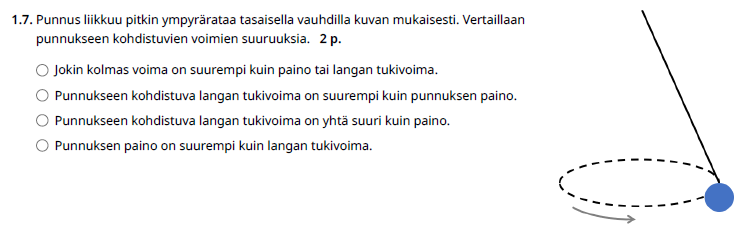 1.7. Punnus liikkuu pitkin ympyrärataa tasaisella vauhdilla kuvan mukaisesti. Vertaillaan
punnukseen kohdistuvien voimien suuruuksia. 2 p.
Jokin kolmas voima on suurempi kuin paino tai langan tukivoima.
Punnukseen kohdistuva langan tukivoima on suurempi kuin punnuksen paino.
Punnukseen kohdistuva langan tukivoima on yhtä suuri kuin paino.
Punnuksen paino on suurempi kuin langan tukivoima.